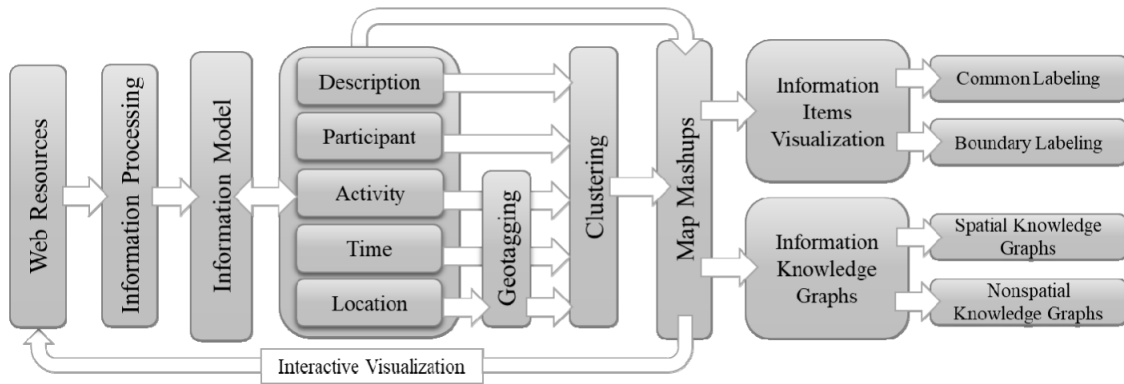 Web Resources
Information Processing
Information Model
Description
Participant
Activity
Time
Location
Geotagging
Clustering
Map Mashups
Information
Items
Visualization
Common Labeling
Boundary Labeling
Information
Knowledge
Graphs
Spatial Knowledge
Graphs
Nonspatial
Knowledge Graphs
Interactive Visualization